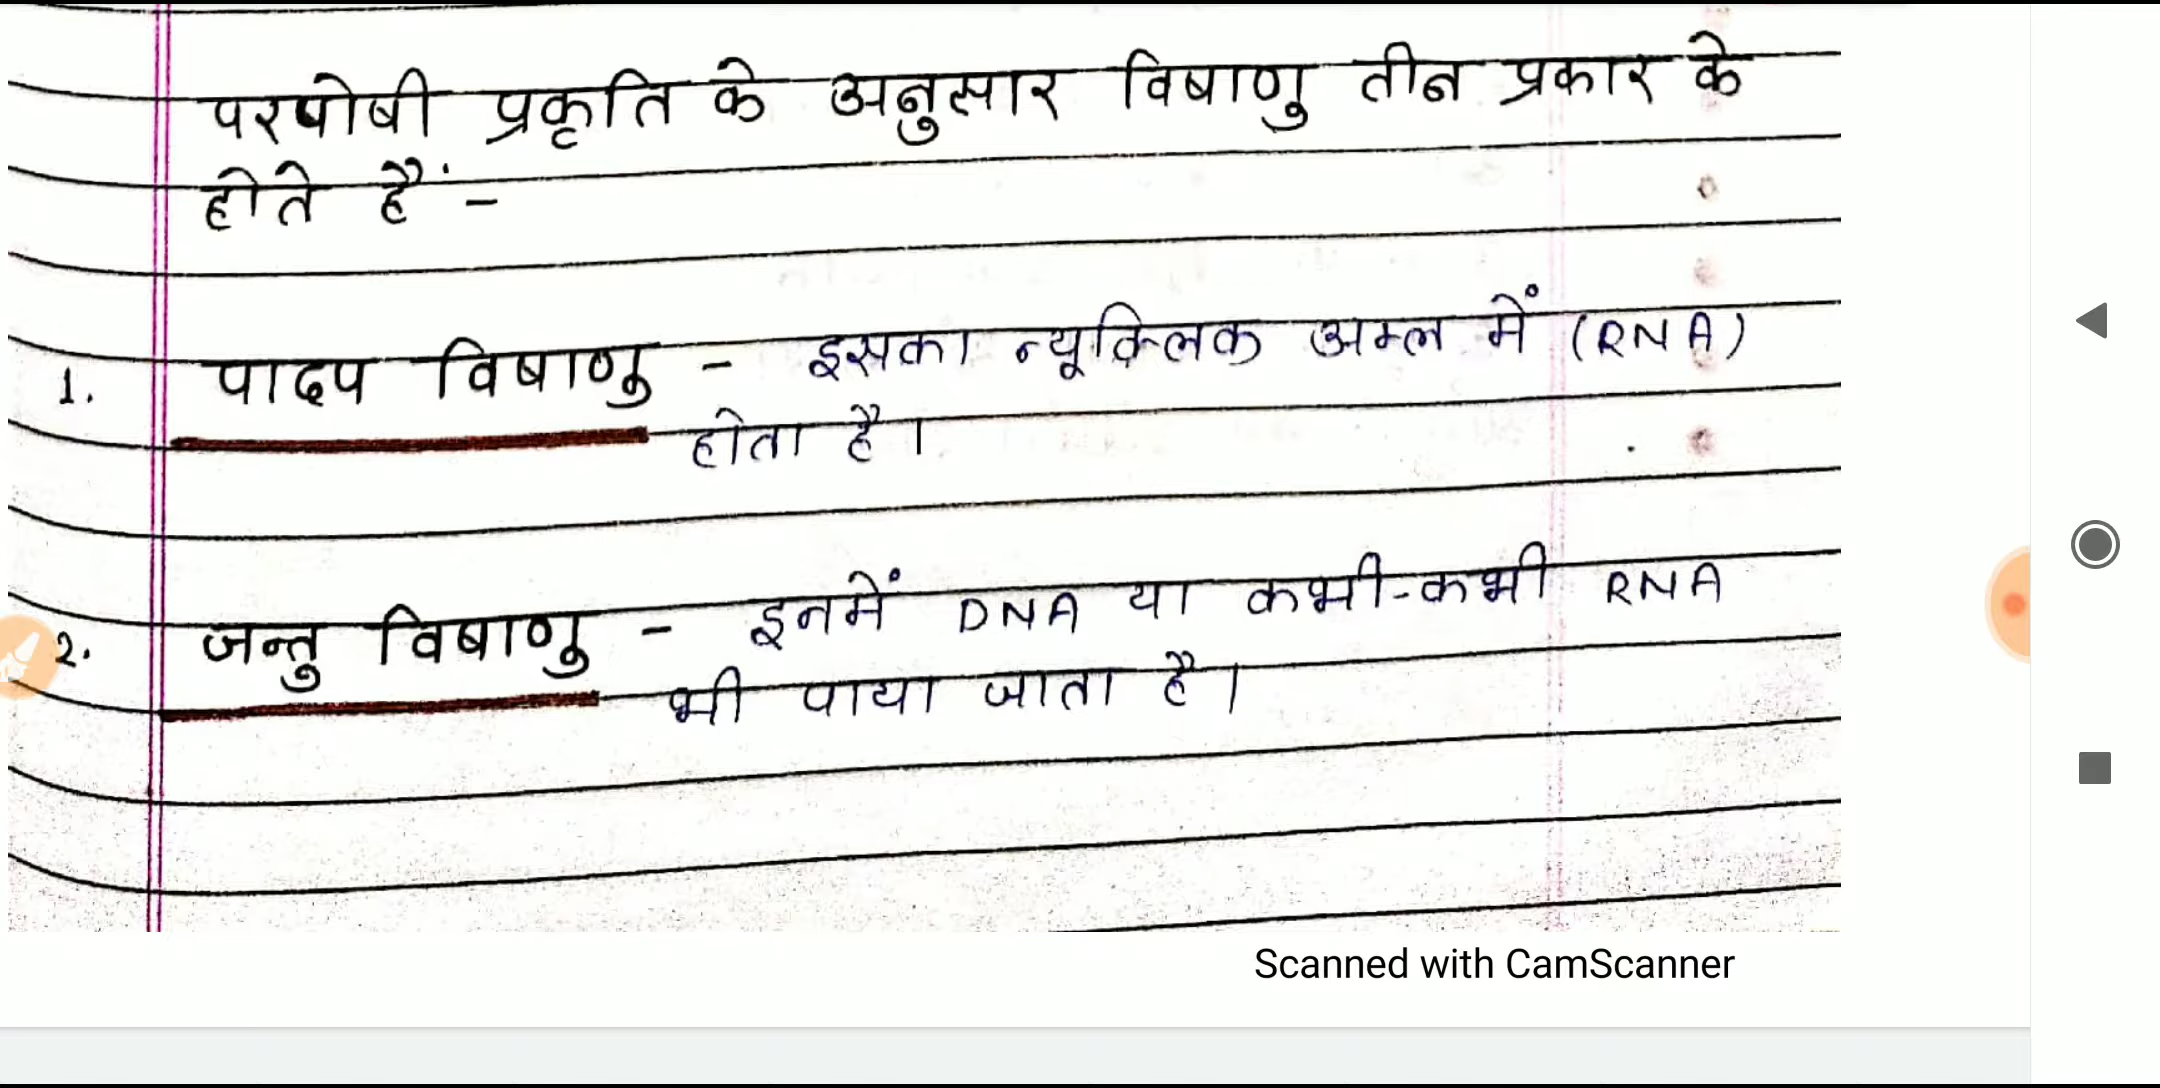 परपोषी प्रकृति के अनुसार विषाणु तीन प्रकार के
होते हैं -
1. पादप विषाणु - इसका न्यूक्लिक अम्ल में (RNA)
होता है।
2. जन्तु विषाणु - इनमें DNA या कभी-कभी RNA
भी पाया जाता है।
Scanned with CamScanner